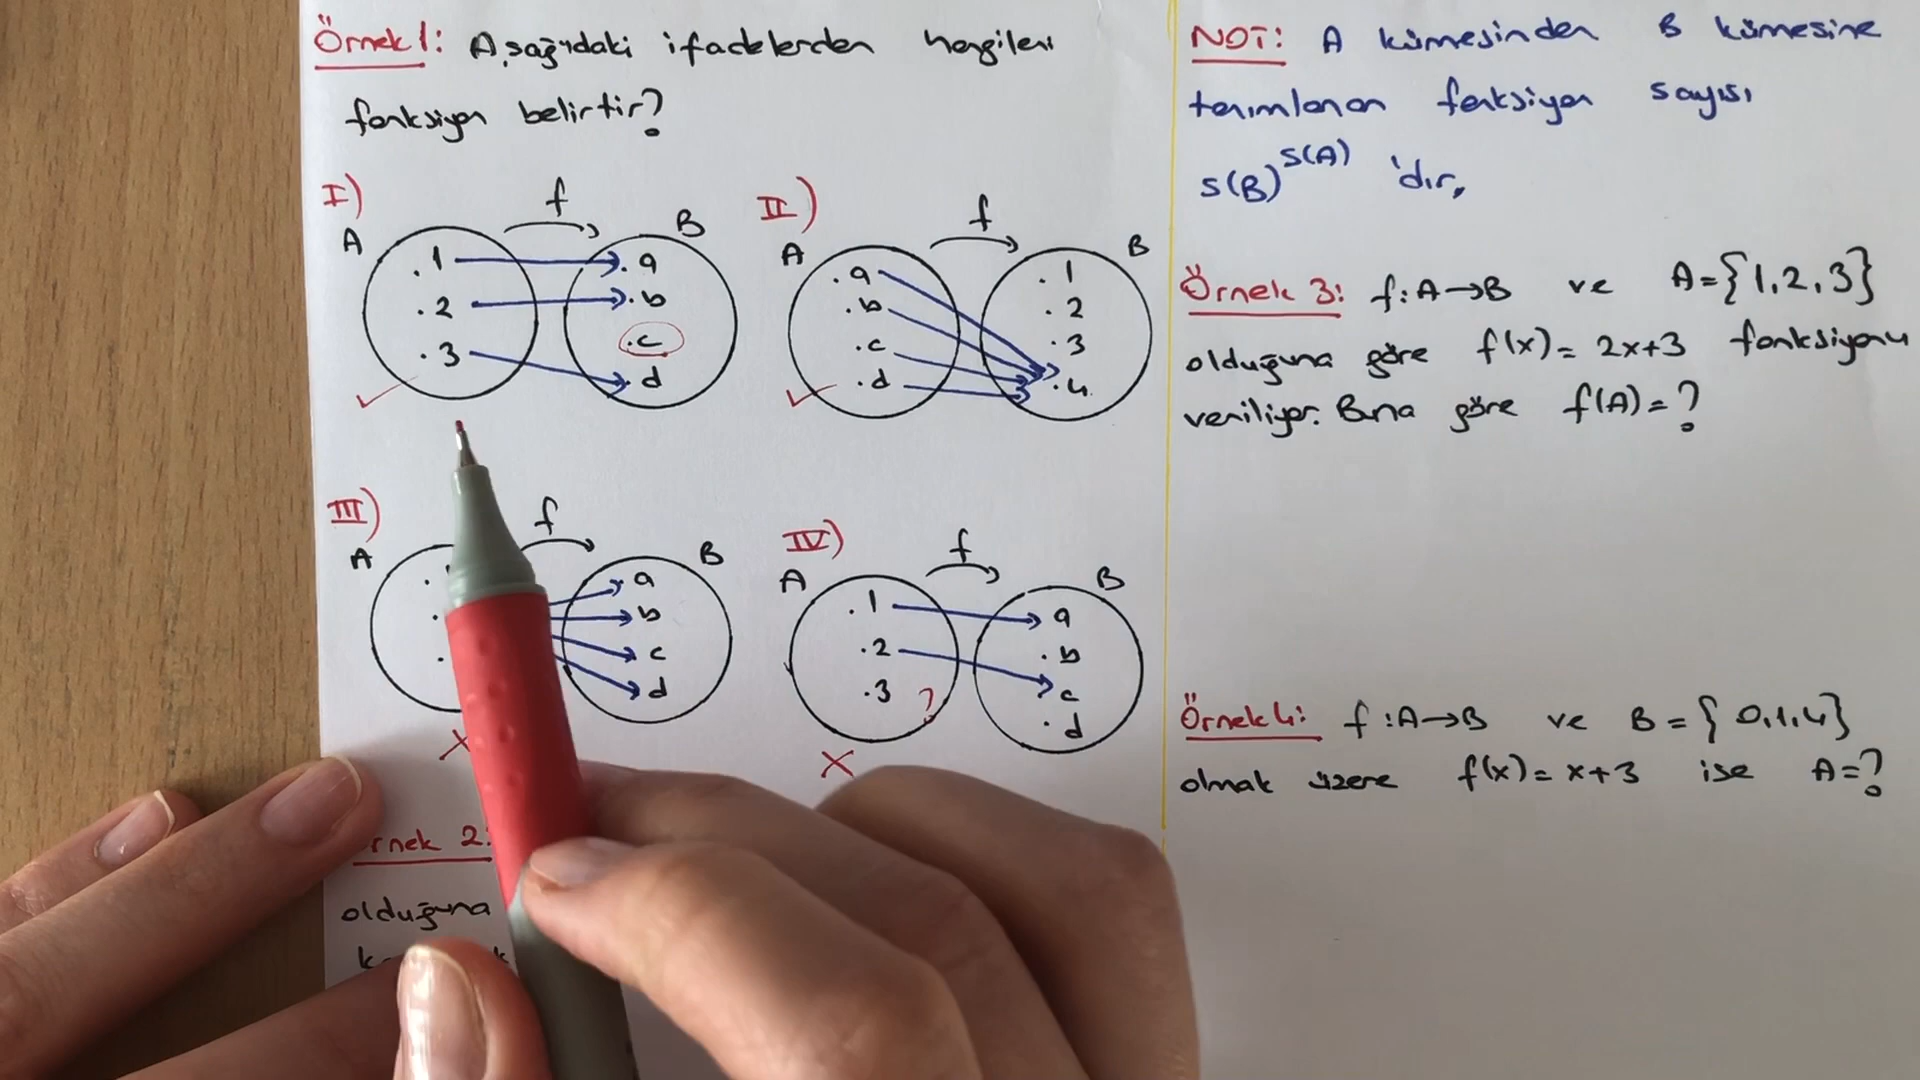 Örnek 1: Aşağıdaki ifadelerden hangileri
fonksiyon belirtir?
I)
f
A
B
.1
.2
.3
.a
.b
.c
.d
II)
f
A
B
.a
.b
.c
.d
.1
.2
.3
.4
III)
f
A
B
a
b
c
d
IV)
f
A
B
.1
.2
.3
?
a
.b
c
.d
rnek 2:
olduğuna
NOT: A kümesinden B kümesine
tanımlanan fonksiyon sayısı
s(B)^s(A) 'dır,
Örnek 3: f:A→B ve A={1,2,3}
olduğuna göre f(x)=2x+3 fonksiyonu
veriliyor. Buna göre f(A)=?
Örnek 4: f:A→B ve B={0,1,4}
olmak üzere f(x)=x+3 ise A=?